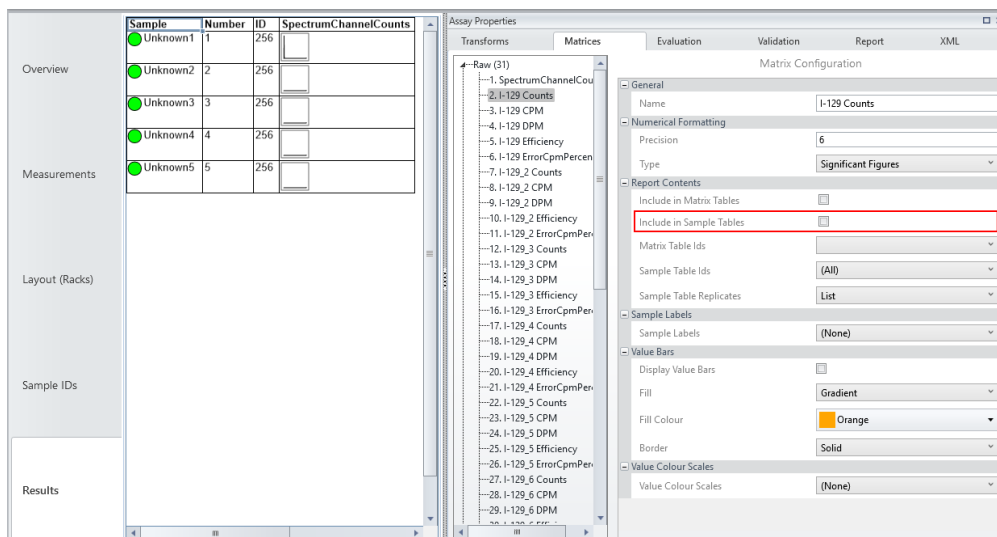 Overview
Measurements
Layout (Racks)
Sample IDs
Results
Sample Number ID SpectrumChannelCounts
Unknown1 1 256
Unknown2 2 256
Unknown3 3 256
Unknown4 4 256
Unknown5 5 256
Assay Properties
Transforms Matrices Evaluation Validation Report XML
Raw (31)
1. SpectrumChannelCou
2. I-129 Counts
3. I-129 CPM
4. I-129 DPM
5. I-129 Efficiency
6. I-129 ErrorCpmPercen
7. I-129_2 Counts
8. I-129_2 CPM
9. I-129_2 DPM
10. I-129_2 Efficiency
11. I-129_2 ErrorCpmPer
12. I-129_3 Counts
13. I-129_3 CPM
14. I-129_3 DPM
15. I-129_3 Efficiency
16. I-129_3 ErrorCpmPer
17. I-129_4 Counts
18. I-129_4 CPM
19. I-129_4 DPM
20. I-129_4 Efficiency
21. I-129_4 ErrorCpmPer
22. I-129_5 Counts
23. I-129_5 CPM
24. I-129_5 DPM
25. I-129_5 Efficiency
26. I-129_5 ErrorCpmPer
27. I-129_6 Counts
28. I-129_6 CPM
29. I-129_6 DPM
Matrix Configuration
General
Name I-129 Counts
Numerical Formatting
Precision 6
Type Significant Figures
Report Contents
Include in Matrix Tables
Include in Sample Tables
Matrix Table Ids
Sample Table Ids (All)
Sample Table Replicates List
Sample Labels
Sample Labels (None)
Value Bars
Display Value Bars
Fill Gradient
Fill Colour Orange
Border Solid
Value Colour Scales
Value Colour Scales (None)